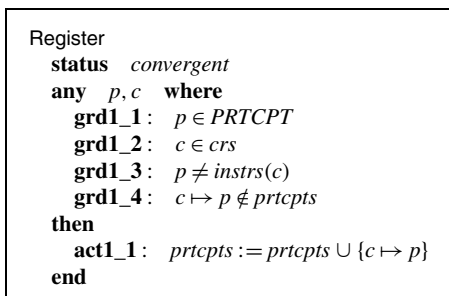 Register
status convergent
any p, c where
grd1_1 : p ∈ PRTCPT
grd1_2 : c ∈ crs
grd1_3 : p ≠ instrs(c)
grd1_4 : c ↦ p ∉ prtcpts
then
act1_1 : prtcpts := prtcpts ∪ {c ↦ p}
end